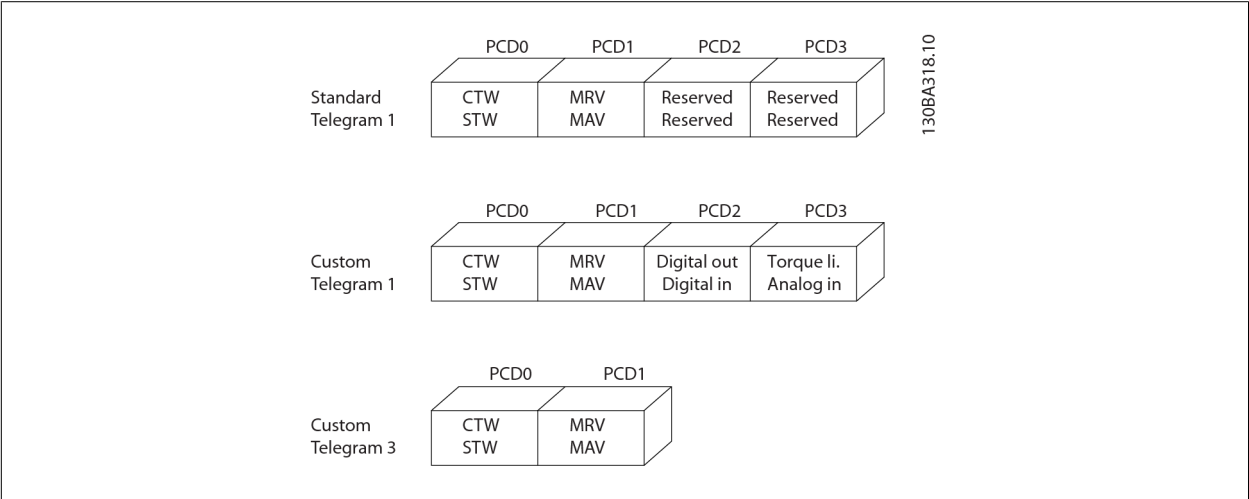 PCD0 PCD1 PCD2 PCD3
Standard CTW MRV Reserved Reserved
Telegram 1 STW MAV Reserved Reserved
130BA318.10
PCD0 PCD1 PCD2 PCD3
Custom CTW MRV Digital out Torque li.
Telegram 1 STW MAV Digital in Analog in
PCD0 PCD1
Custom CTW MRV
Telegram 3 STW MAV